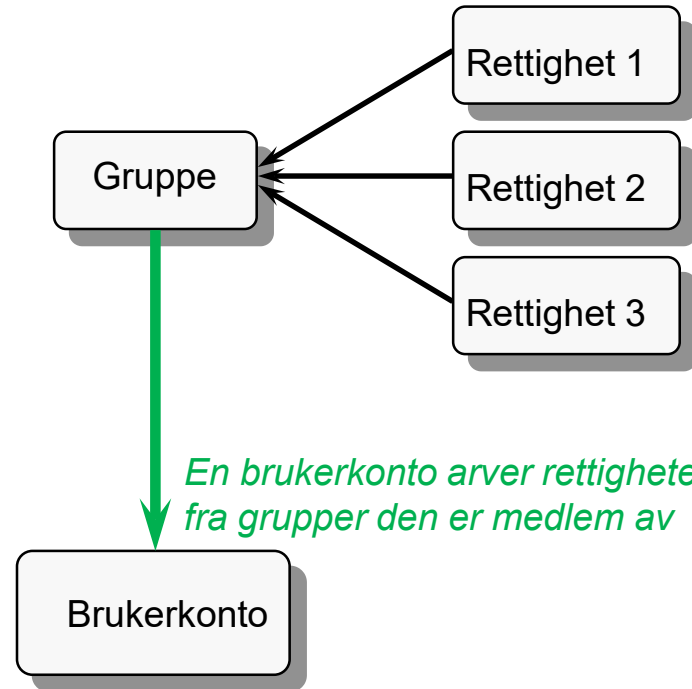 Rettighet 1
Gruppe
Rettighet 2
Rettighet 3
En brukerkonto arver rettighete
fra grupper den er medlem av
Brukerkonto